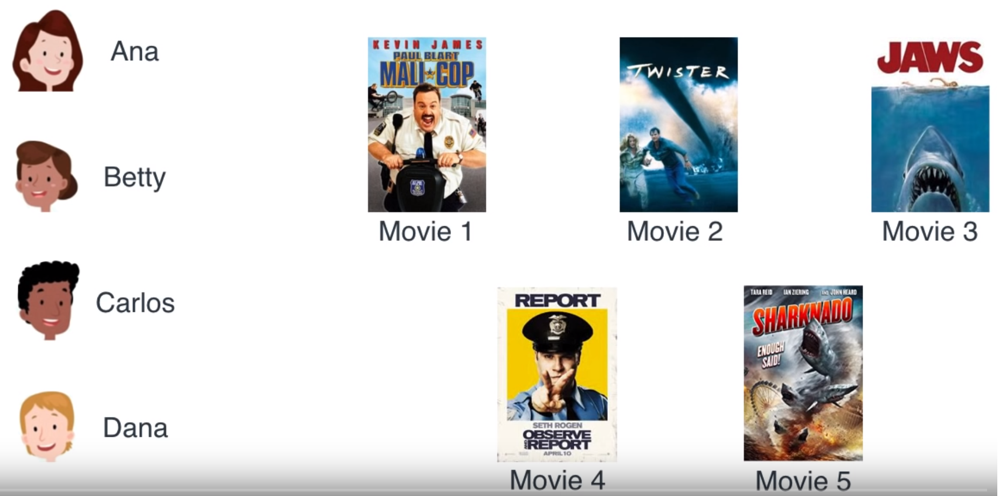 Ana
Betty
Carlos
Dana
KEVIN JAMES
PAUL BLART
MALL COP
Movie 1
TWISTER
Movie 2
JAWS
Movie 3
REPORT
SETH ROGEN
OBSERVE
AND REPORT
APRIL 10
Movie 4
TARA REID IAN ZIERING AND JOHN HEARD
SHARKNADO
ENOUGH
SAID!
Movie 5